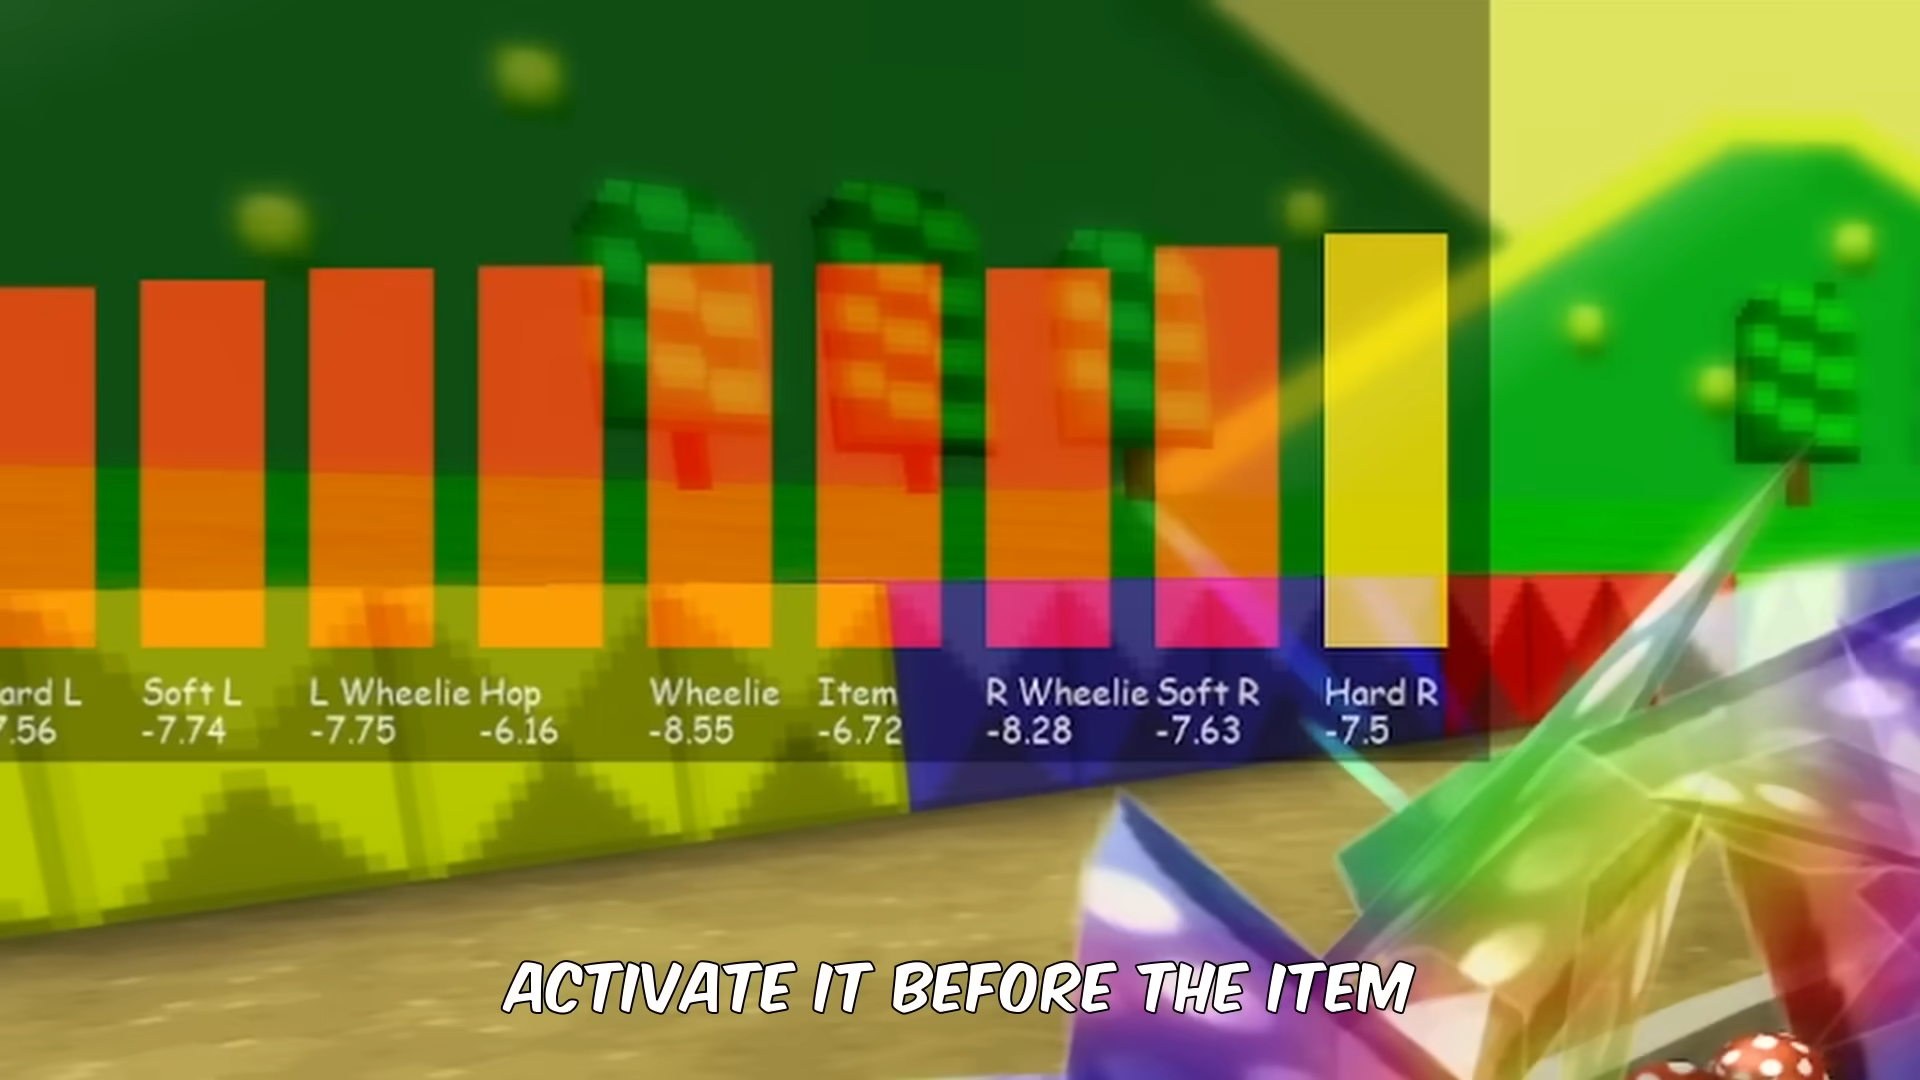 ard L Soft L L Wheelie Hop Wheelie Item R Wheelie Soft R Hard R
7.56 -7.74 -7.75 -6.16 -8.55 -6.72 -8.28 -7.63 -7.5
ACTIVATE IT BEFORE THE ITEM